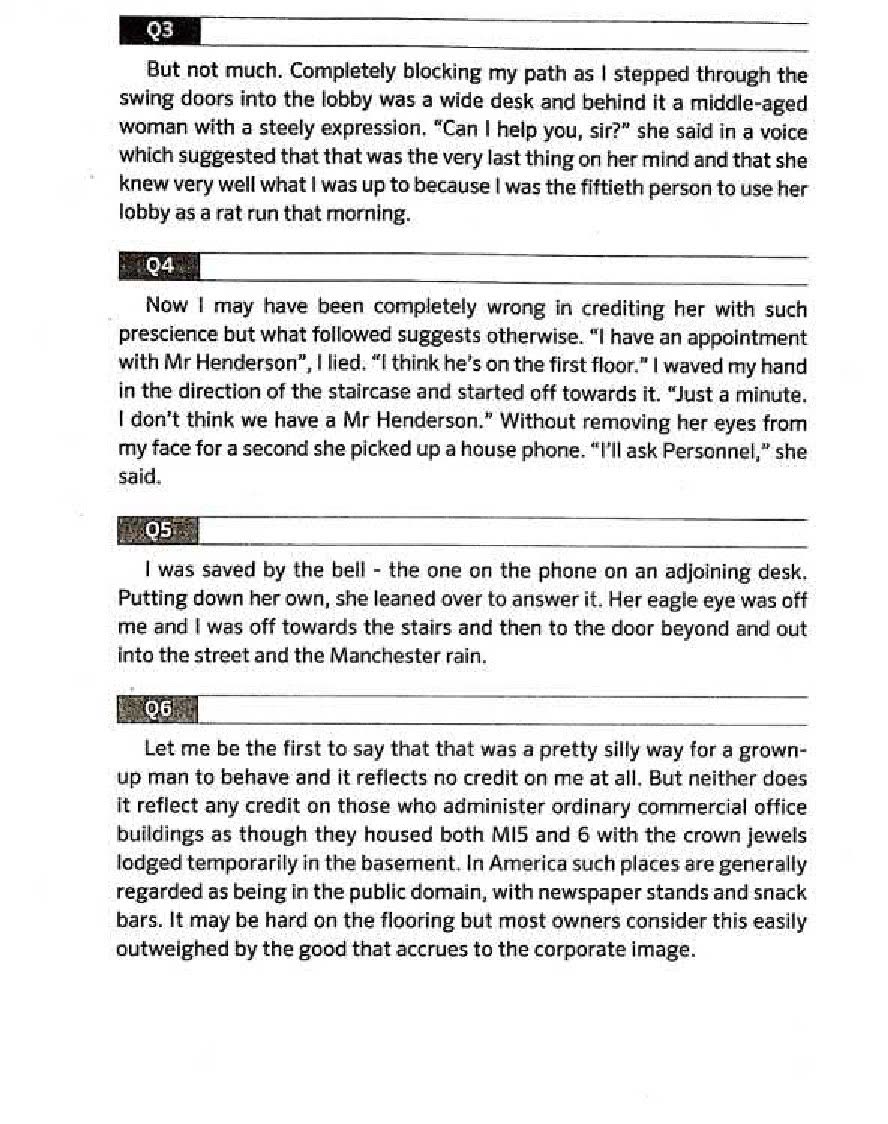 Q3
But not much. Completely blocking my path as I stepped through the
swing doors into the lobby was a wide desk and behind it a middle-aged
woman with a steely expression. "Can I help you, sir?" she said in a voice
which suggested that that was the very last thing on her mind and that she
knew very well what I was up to because I was the fiftieth person to use her
lobby as a rat run that morning.
Q4
Now I may have been completely wrong in crediting her with such
prescience but what followed suggests otherwise. "I have an appointment
with Mr Henderson", I lied. "I think he's on the first floor." I waved my hand
in the direction of the staircase and started off towards it. "Just a minute.
I don't think we have a Mr Henderson." Without removing her eyes from
my face for a second she picked up a house phone. "I'll ask Personnel," she
said.
Q5
I was saved by the bell - the one on the phone on an adjoining desk.
Putting down her own, she leaned over to answer it. Her eagle eye was off
me and I was off towards the stairs and then to the door beyond and out
into the street and the Manchester rain.
Q6
Let me be the first to say that that was a pretty silly way for a grown-
up man to behave and it reflects no credit on me at all. But neither does
it reflect any credit on those who administer ordinary commercial office
buildings as though they housed both MI5 and 6 with the crown jewels
lodged temporarily in the basement. In America such places are generally
regarded as being in the public domain, with newspaper stands and snack
bars. It may be hard on the flooring but most owners consider this easily
outweighed by the good that accrues to the corporate image.